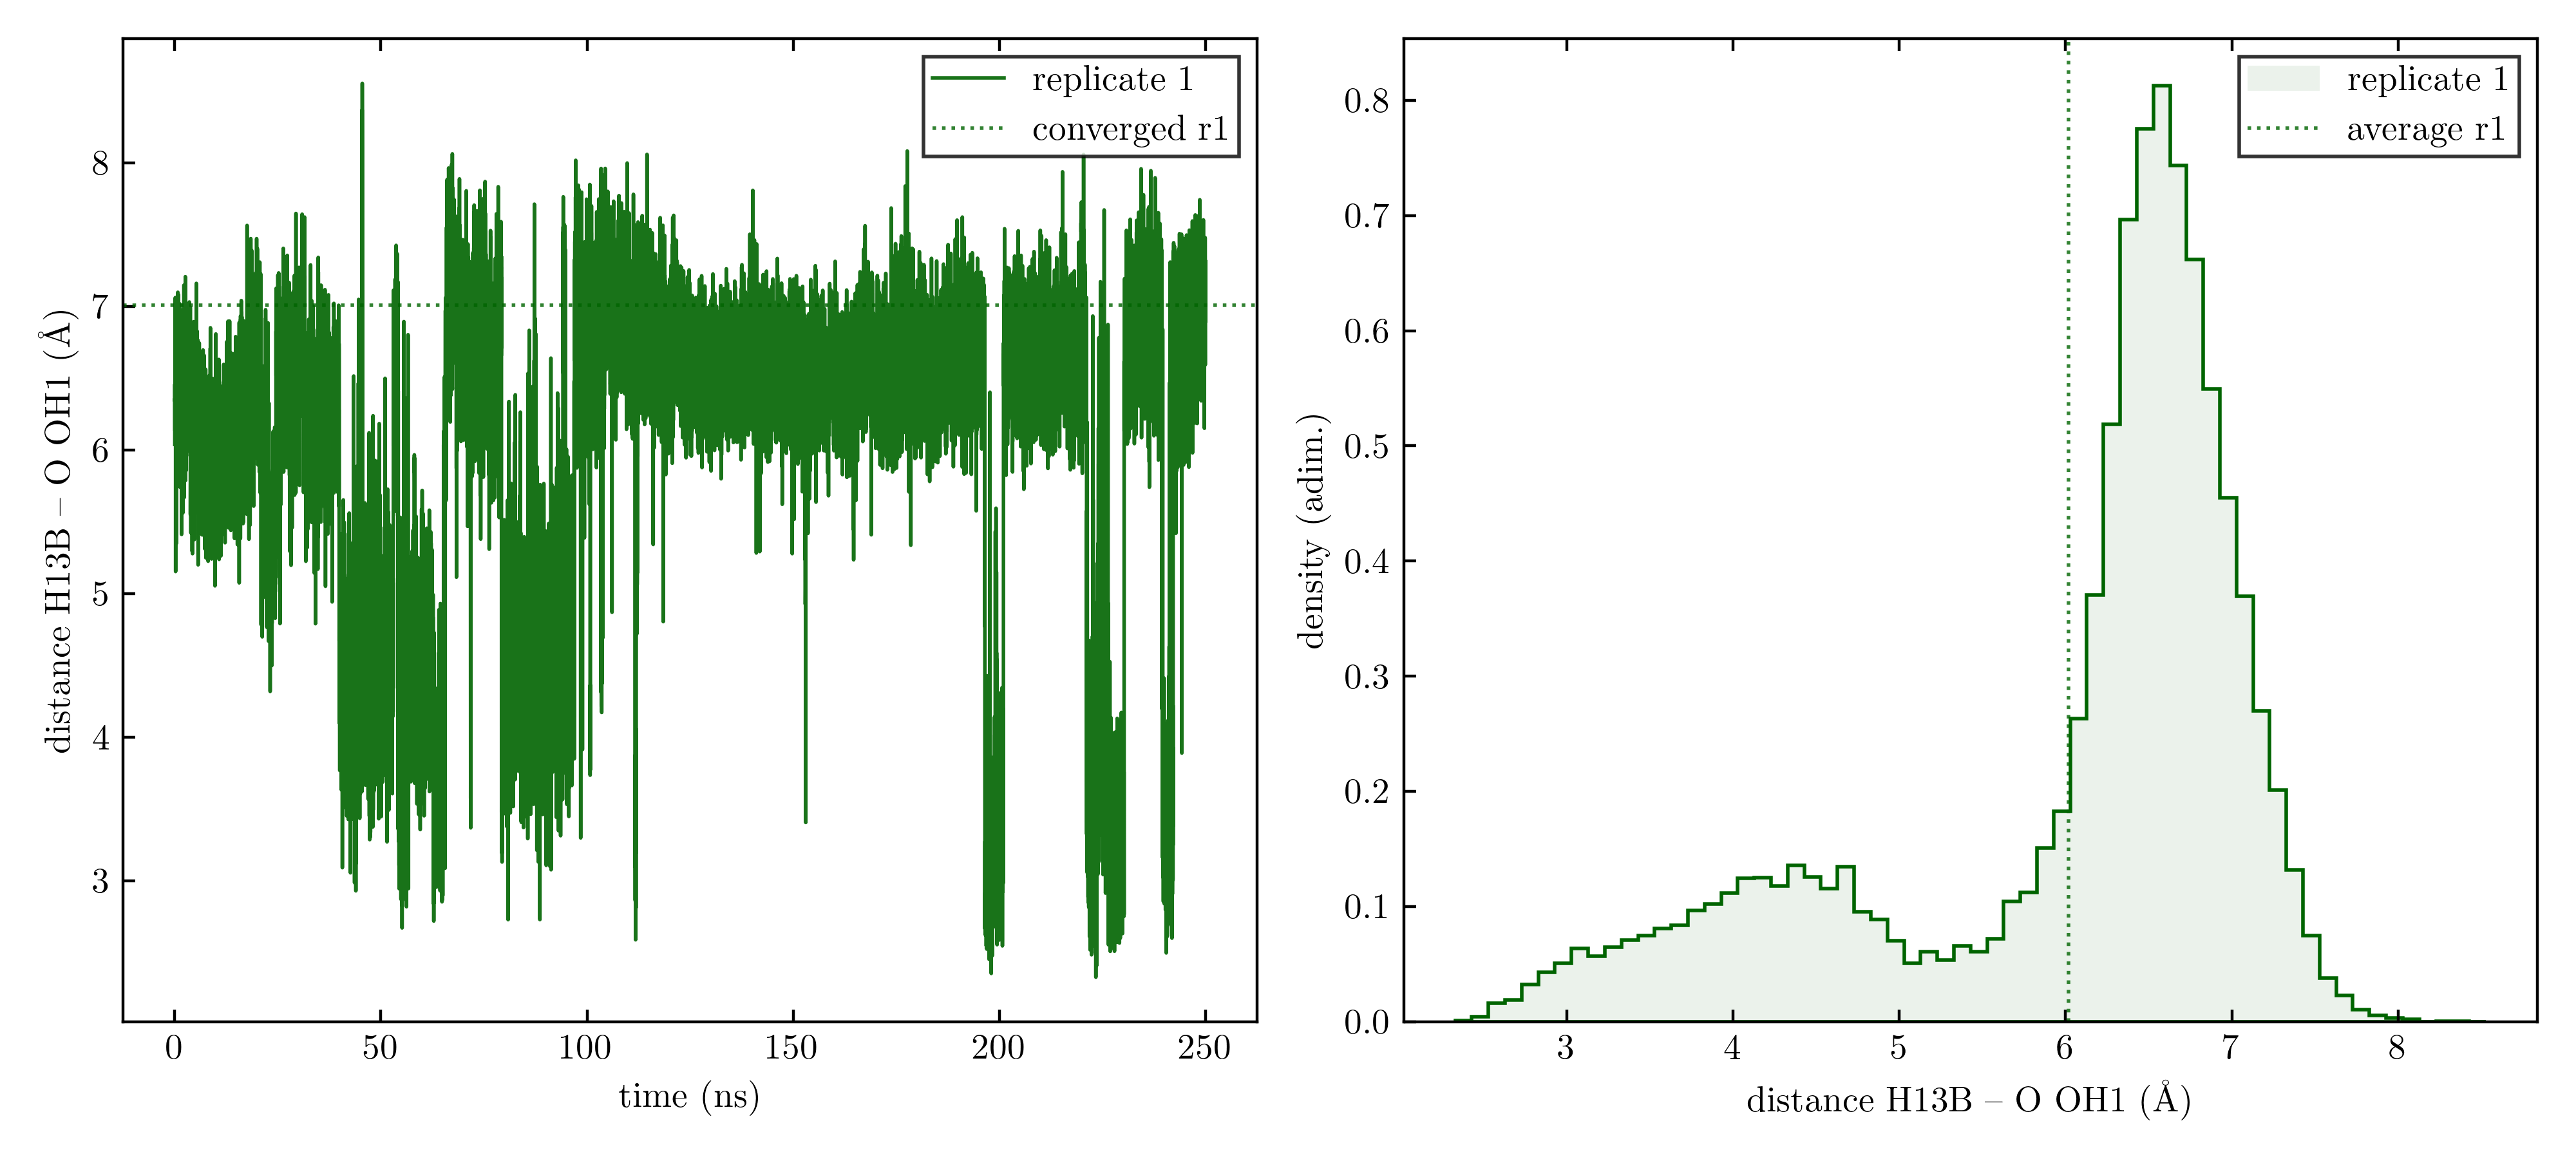 replicate 1
converged r1
8
7
6
5
4
3
distance H13B – O OH1 (Å)
0 50 100 150 200 250
time (ns)
replicate 1
average r1
0.8
0.7
0.6
0.5
0.4
0.3
0.2
0.1
0.0
density (adim.)
3 4 5 6 7 8
distance H13B – O OH1 (Å)